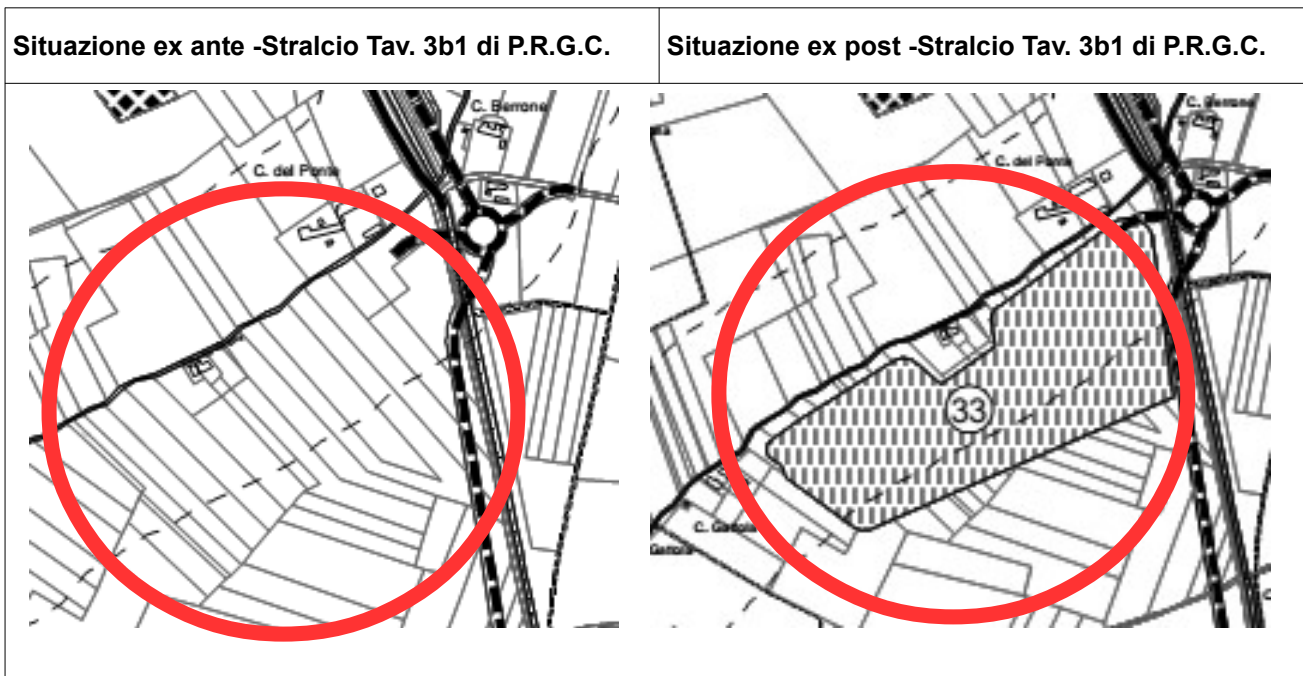 Situazione ex ante -Stralcio Tav. 3b1 di P.R.G.C.
Situazione ex post -Stralcio Tav. 3b1 di P.R.G.C.
C. Berrone
C. del Ponte
C. Berrone
C. del Ponte
33